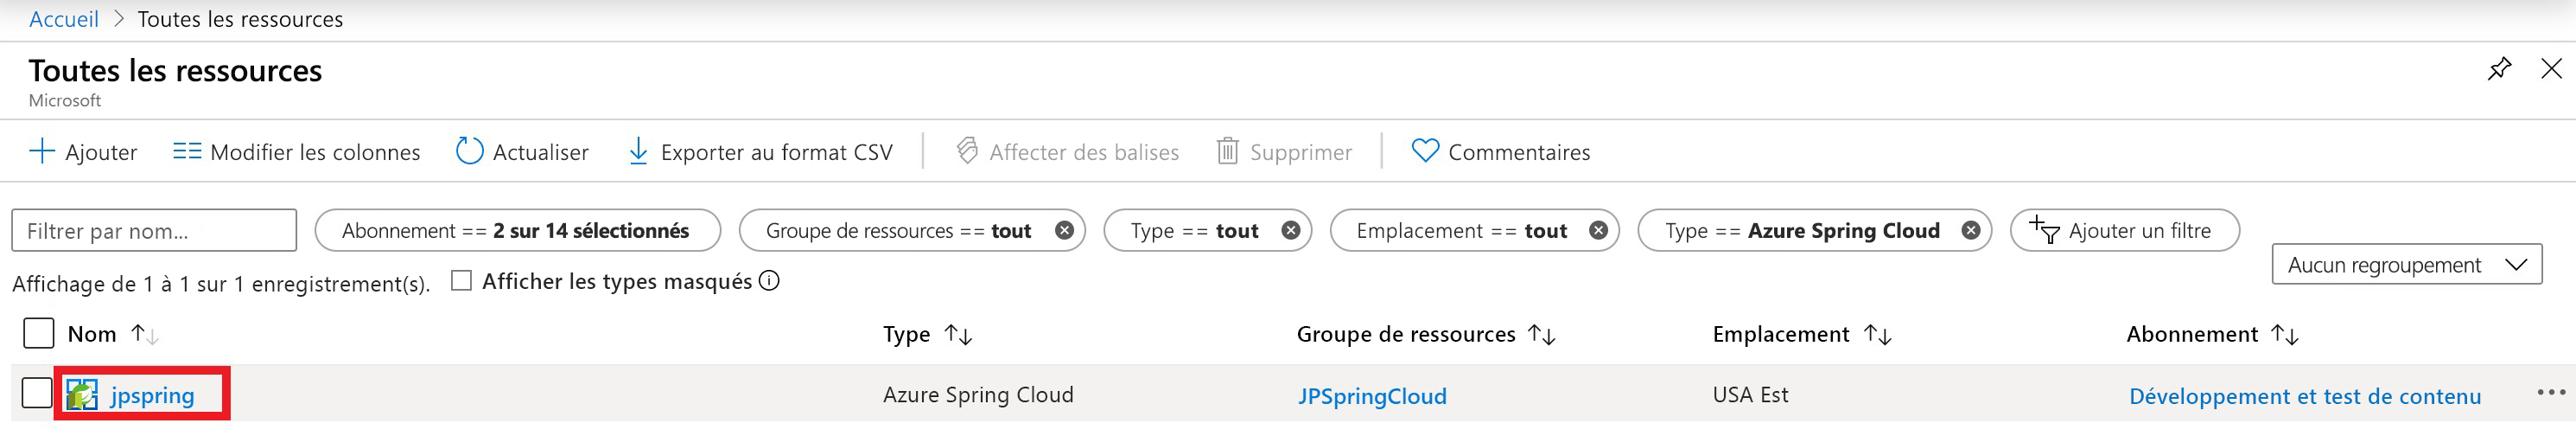 Accueil > Toutes les ressources
Toutes les ressources
Microsoft
Ajouter Modifier les colonnes Actualiser Exporter au format CSV Affecter des balises Supprimer Commentaires
Filtrer par nom... Abonnement == 2 sur 14 sélectionnés Groupe de ressources == tout Type == tout Emplacement == tout Type == Azure Spring Cloud Ajouter un filtre
Aucun regroupement
Affichage de 1 à 1 sur 1 enregistrement(s). Afficher les types masqués
Nom Type Groupe de ressources Emplacement Abonnement
jpspring Azure Spring Cloud JPSpringCloud USA Est Développement et test de contenu